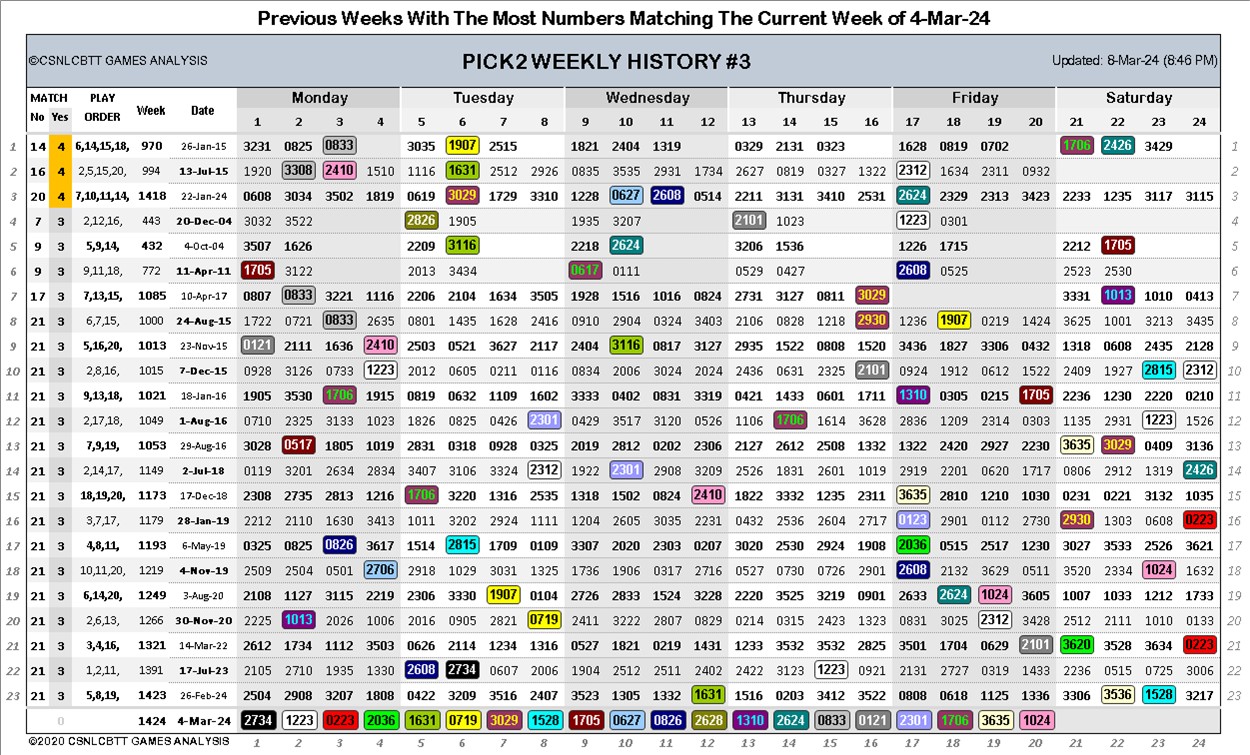 Previous Weeks With The Most Numbers Matching The Current Week of 4-Mar-24
©CSNLCBTT GAMES ANALYSIS PICK2 WEEKLY HISTORY #3 Updated: 8-Mar-24 (8:46 PM)
MATCH PLAY Week Date Monday Tuesday Wednesday Thursday Friday Saturday
No Yes ORDER 1 2 3 4 5 6 7 8 9 10 11 12 13 14 15 16 17 18 19 20 21 22 23 24
1 14 4 6,14,15,18, 970 26-Jan-15 3231 0825 0833 3035 1907 2515 1821 2404 1319 0329 2131 0323 1628 0819 0702 1706 2426 3429 1
2 16 4 2,5,15,20, 994 13-Jul-15 1920 3308 2410 1510 1116 1631 2512 2926 0835 3535 2931 1734 2627 0819 1327 1322 2312 1634 2311 0932 2
3 20 4 7,10,11,14, 1418 22-Jan-24 0608 3034 3502 1819 0619 3029 1729 3310 1228 0627 2608 0514 2211 3131 3410 2531 2624 2329 2313 3423 2233 1235 3117 3115 3
4 7 3 2,12,16, 443 20-Dec-04 3032 3522 2826 1905 1935 3207 2101 1023 1223 0301 4
5 9 3 5,9,14, 432 4-Oct-04 3507 1626 2209 3116 2218 2624 3206 1536 1226 1715 2212 1705 5
6 9 3 9,11,18, 772 11-Apr-11 1705 3122 2013 3434 0617 0111 0529 0427 2608 0525 2523 2530 6
7 17 3 7,13,15, 1085 10-Apr-17 0807 0833 3221 1116 2206 2104 1634 3505 1928 1516 1016 0824 2731 3127 0811 3029 3331 1013 1010 0413 7
8 21 3 6,7,15, 1000 24-Aug-15 1722 0721 0833 2635 0801 1435 1628 2416 0910 2904 0324 3403 2106 0828 1218 2930 1236 1907 0219 1424 3625 1001 3213 3435 8
9 21 3 5,16,20, 1013 23-Nov-15 0121 2111 1636 2410 2503 0521 3627 2117 2404 3116 0817 3127 2935 1522 0808 1520 3436 1827 3306 0432 1318 0608 2435 2128 9
10 21 3 2,8,16, 1015 7-Dec-15 0928 3126 0733 1223 2012 0605 0211 0116 0834 2006 3024 2024 2436 0631 2325 2101 0924 1912 0612 1522 2409 1927 2815 2312 10
11 21 3 9,13,18, 1021 18-Jan-16 1905 3530 1706 1915 0819 0632 1109 1602 3333 0402 0831 3319 0421 1433 0601 1711 1310 0305 0215 1705 2236 1230 2220 0210 11
12 21 3 2,17,18, 1049 1-Aug-16 0710 2325 3103 1125 1826 0825 0426 2301 0429 3517 3120 0526 1106 1706 1614 3628 2836 1209 2314 0303 1135 2931 1223 1526 12
13 21 3 7,9,19, 1053 29-Aug-16 3028 0517 1805 1019 2831 0318 0928 0325 2019 2812 0202 2306 2127 2612 2508 1332 1322 2420 2927 2230 3635 3029 0409 3136 13
14 21 3 2,14,17, 1149 2-Jul-18 0119 3201 2634 2834 3407 3106 3324 2312 1922 2301 2908 3209 2526 1831 2601 1019 2919 2201 0620 1717 0806 2912 1319 2426 14
15 21 3 18,19,20, 1173 17-Dec-18 2308 2735 2813 1216 1706 3220 1316 2535 1318 1502 0824 2410 1822 3332 1235 2311 3635 2810 1210 1030 0231 0221 3132 1035 15
16 21 3 3,7,17, 1179 28-Jan-19 2212 2110 1630 3413 1011 3202 2924 1111 1204 2605 3035 2231 0432 2536 2604 2717 0123 2901 0112 2730 2930 1303 0608 0223 16
17 21 3 4,8,11, 1193 6-May-19 0325 0825 0826 3617 1514 2815 1709 0109 3307 2020 2303 0207 3020 2530 2924 1908 2036 0515 2517 1230 3027 3533 2526 3621 17
18 21 3 10,11,20, 1219 4-Nov-19 2509 2504 0501 2706 2918 1029 3031 1325 1736 1906 0317 2716 0527 0730 0726 2901 2608 2132 3629 0511 3520 2334 1024 1632 18
19 21 3 6,14,20, 1249 3-Aug-20 2108 1127 3115 2219 2306 3330 1907 0104 2726 2833 1524 3228 2220 0925 3219 0901 2633 2624 1024 3605 1007 1033 1212 1733 19
20 21 3 2,6,13, 1266 30-Nov-20 2225 1013 2026 1006 2016 0905 2821 0719 2411 3222 2807 0829 0214 0315 2423 1323 0831 3025 2312 3428 2512 2111 1010 0133 20
21 21 3 3,4,16, 1321 14-Mar-22 2612 1734 1112 3503 0626 2114 1234 1316 0527 1821 0219 1431 1233 3532 3532 2825 3501 1704 0629 2101 3620 3528 3634 0223 21
22 21 3 1,2,11, 1391 17-Jul-23 2105 2710 1935 1330 2608 2734 0607 2006 1904 2512 2511 2402 2422 3123 1223 0921 2131 2727 0319 1433 2236 0515 0725 3006 22
23 21 3 5,8,19, 1423 26-Feb-24 2504 2908 3207 1808 0422 3209 3516 2407 3523 1305 1332 1631 1516 0203 3412 3522 0808 0618 1125 1336 3306 3536 1528 3217 23
0 1424 4-Mar-24 2734 1223 0223 2036 1631 0719 3029 1528 1705 0627 0826 2628 1310 2624 0833 0121 2301 1706 3635 1024
©2020 CSNLCBTT GAMES ANALYSIS 1 2 3 4 5 6 7 8 9 10 11 12 13 14 15 16 17 18 19 20 21 22 23 24